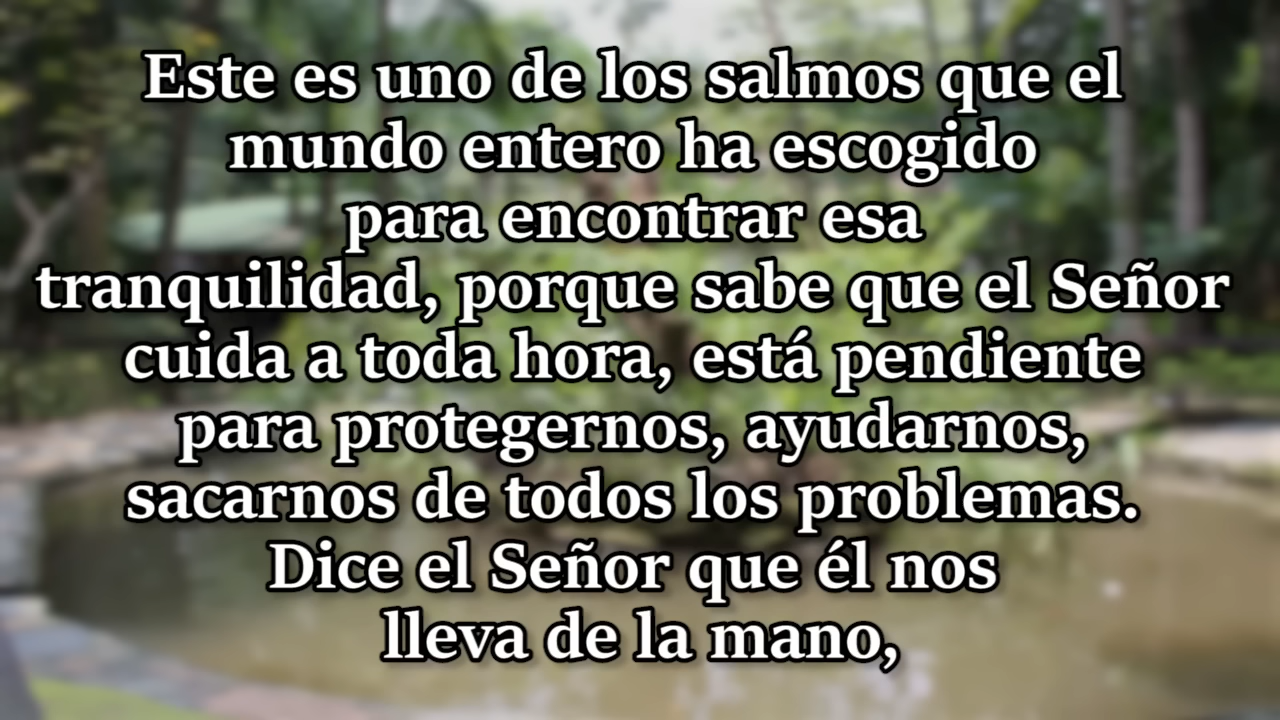 Este es uno de los salmos que el
mundo entero ha escogido
para encontrar esa
tranquilidad, porque sabe que el Señor
cuida a toda hora, está pendiente
para protegernos, ayudarnos,
sacarnos de todos los problemas.
Dice el Señor que él nos
lleva de la mano,